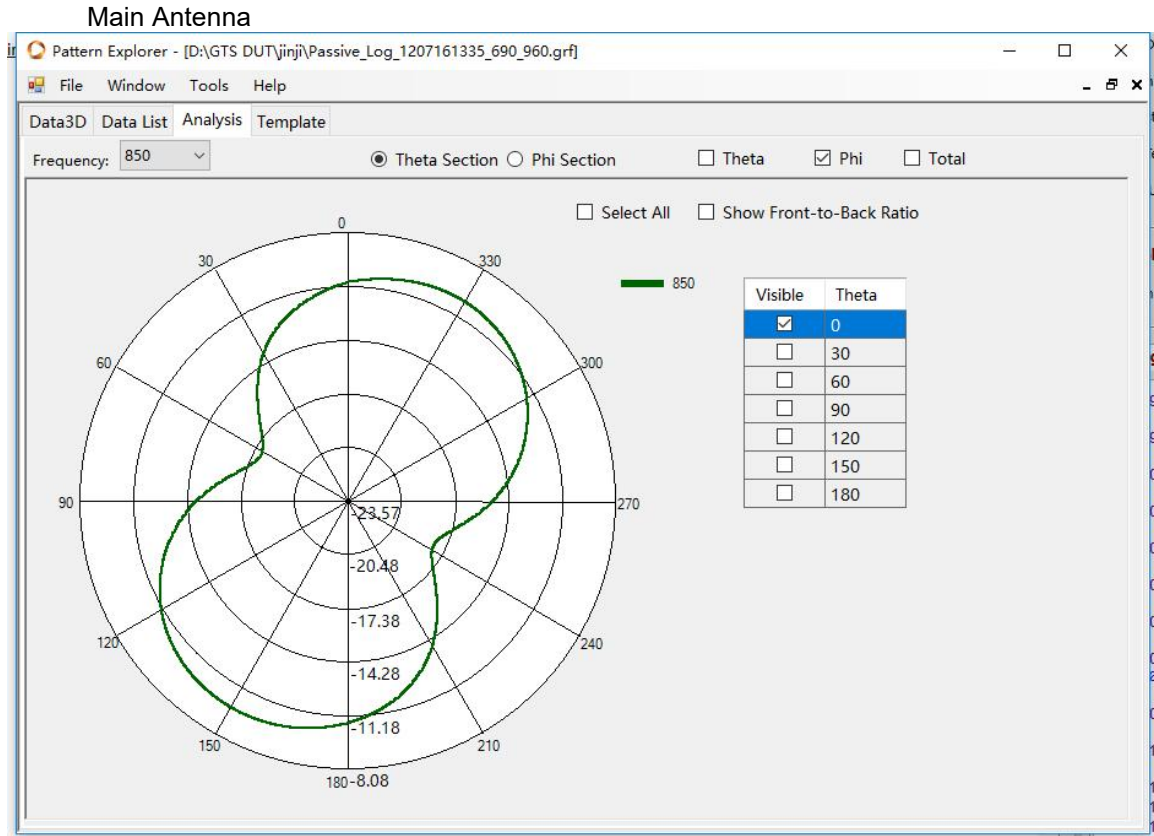 Main Antenna
Pattern Explorer - [D:\GTS DUT\jinji\Passive_Log_1207161335_690_960.grf]
File Window Tools Help
Data3D Data List Analysis Template
Frequency: 850 Theta Section Phi Section Theta Phi Total
Select All Show Front-to-Back Ratio
0
30 330
850
Visible Theta
0
30
60
90
120
150
180
60 300
90 270
-23.57
-20.48
-17.38
120 240
-14.28
-11.18
150 210
180 -8.08